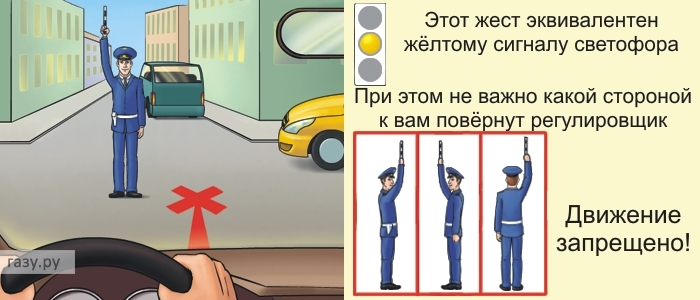 Этот жест эквивалентен
жёлтому сигналу светофора
При этом не важно какой стороной
к вам повёрнут регулировщик
Движение
запрещено!
газу.ру